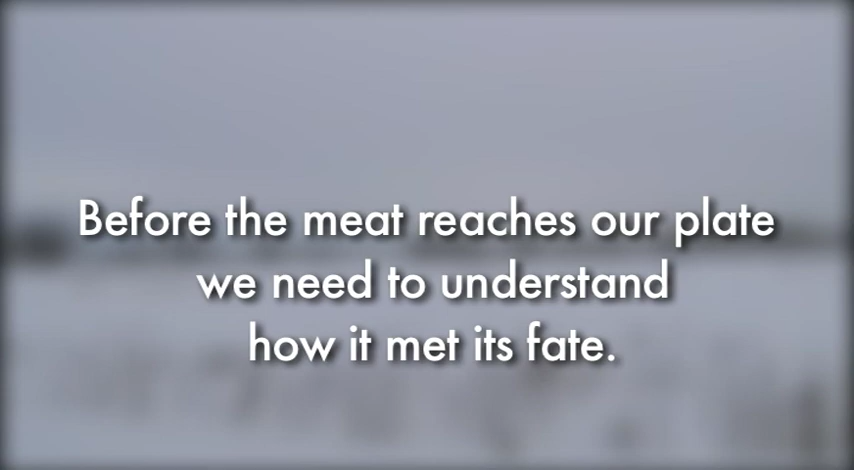 Before the meat reaches our plate
we need to understand
how it met its fate.